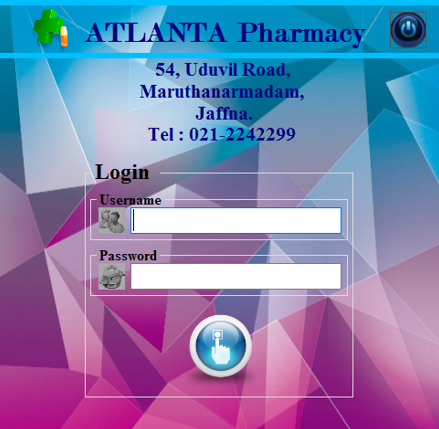 ATLANTA Pharmacy
54, Uduvil Road,
Maruthanarmadam,
Jaffna.
Tel : 021-2242299
Login
Username
Password